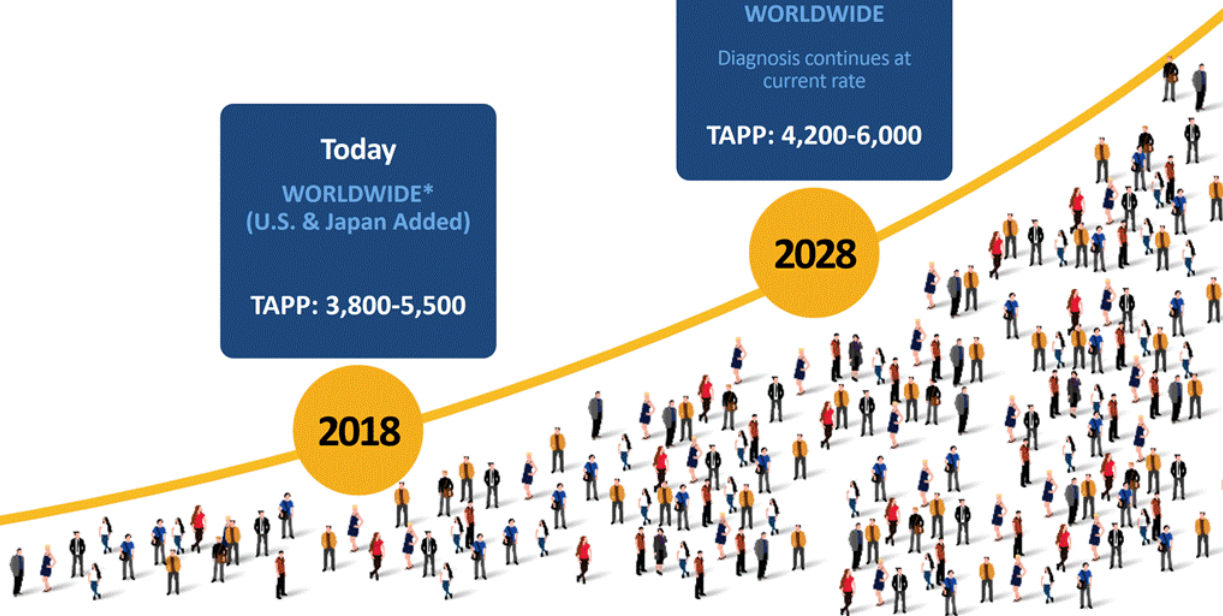 Today
WORLDWIDE*
(U.S. & Japan Added)
TAPP: 3,800-5,500
2018
WORLDWIDE
Diagnosis continues at
current rate
TAPP: 4,200-6,000
2028